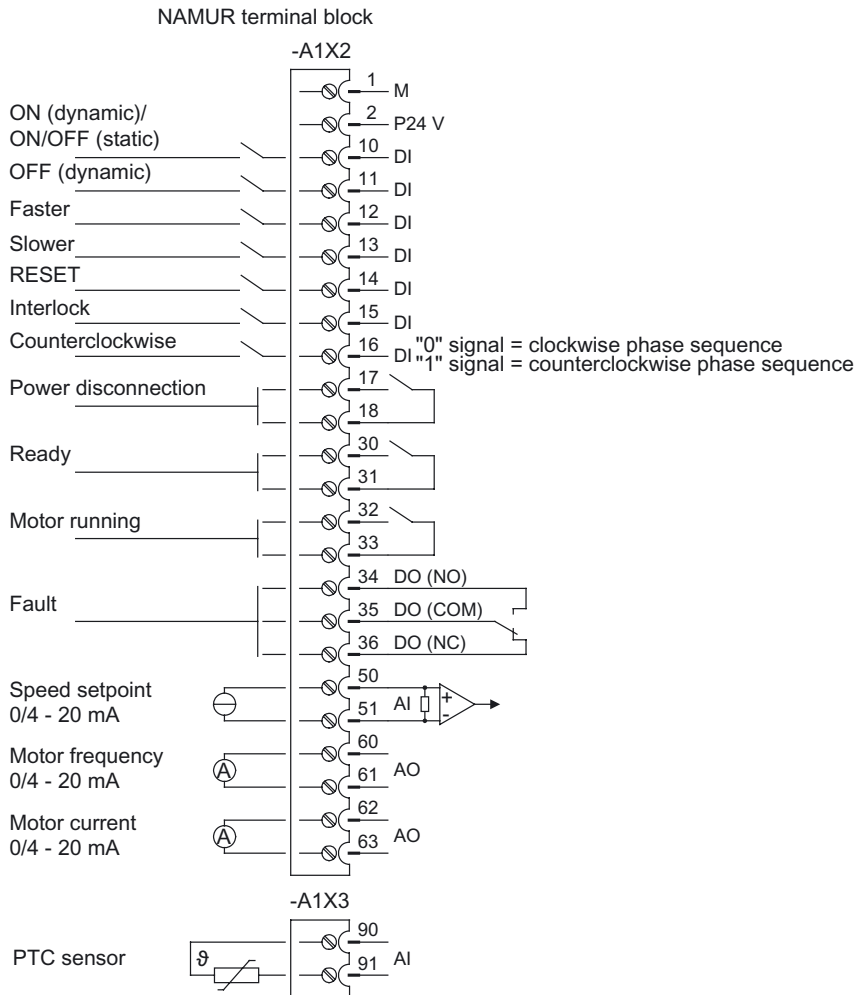 NAMUR terminal block
-A1X2
1 M
2 P24 V
ON (dynamic)/
ON/OFF (static)
10 DI
OFF (dynamic)
11 DI
Faster
12 DI
Slower
13 DI
RESET
14 DI
Interlock
15 DI
Counterclockwise
16 DI
"0" signal = clockwise phase sequence
"1" signal = counterclockwise phase sequence
Power disconnection
17
18
Ready
30
31
Motor running
32
33
Fault
34 DO (NO)
35 DO (COM)
36 DO (NC)
Speed setpoint
0/4 - 20 mA
50
51 AI
+
-
Motor frequency
0/4 - 20 mA
A
60
61 AO
Motor current
0/4 - 20 mA
A
62
63 AO
-A1X3
PTC sensor
ϑ
90
91 AI